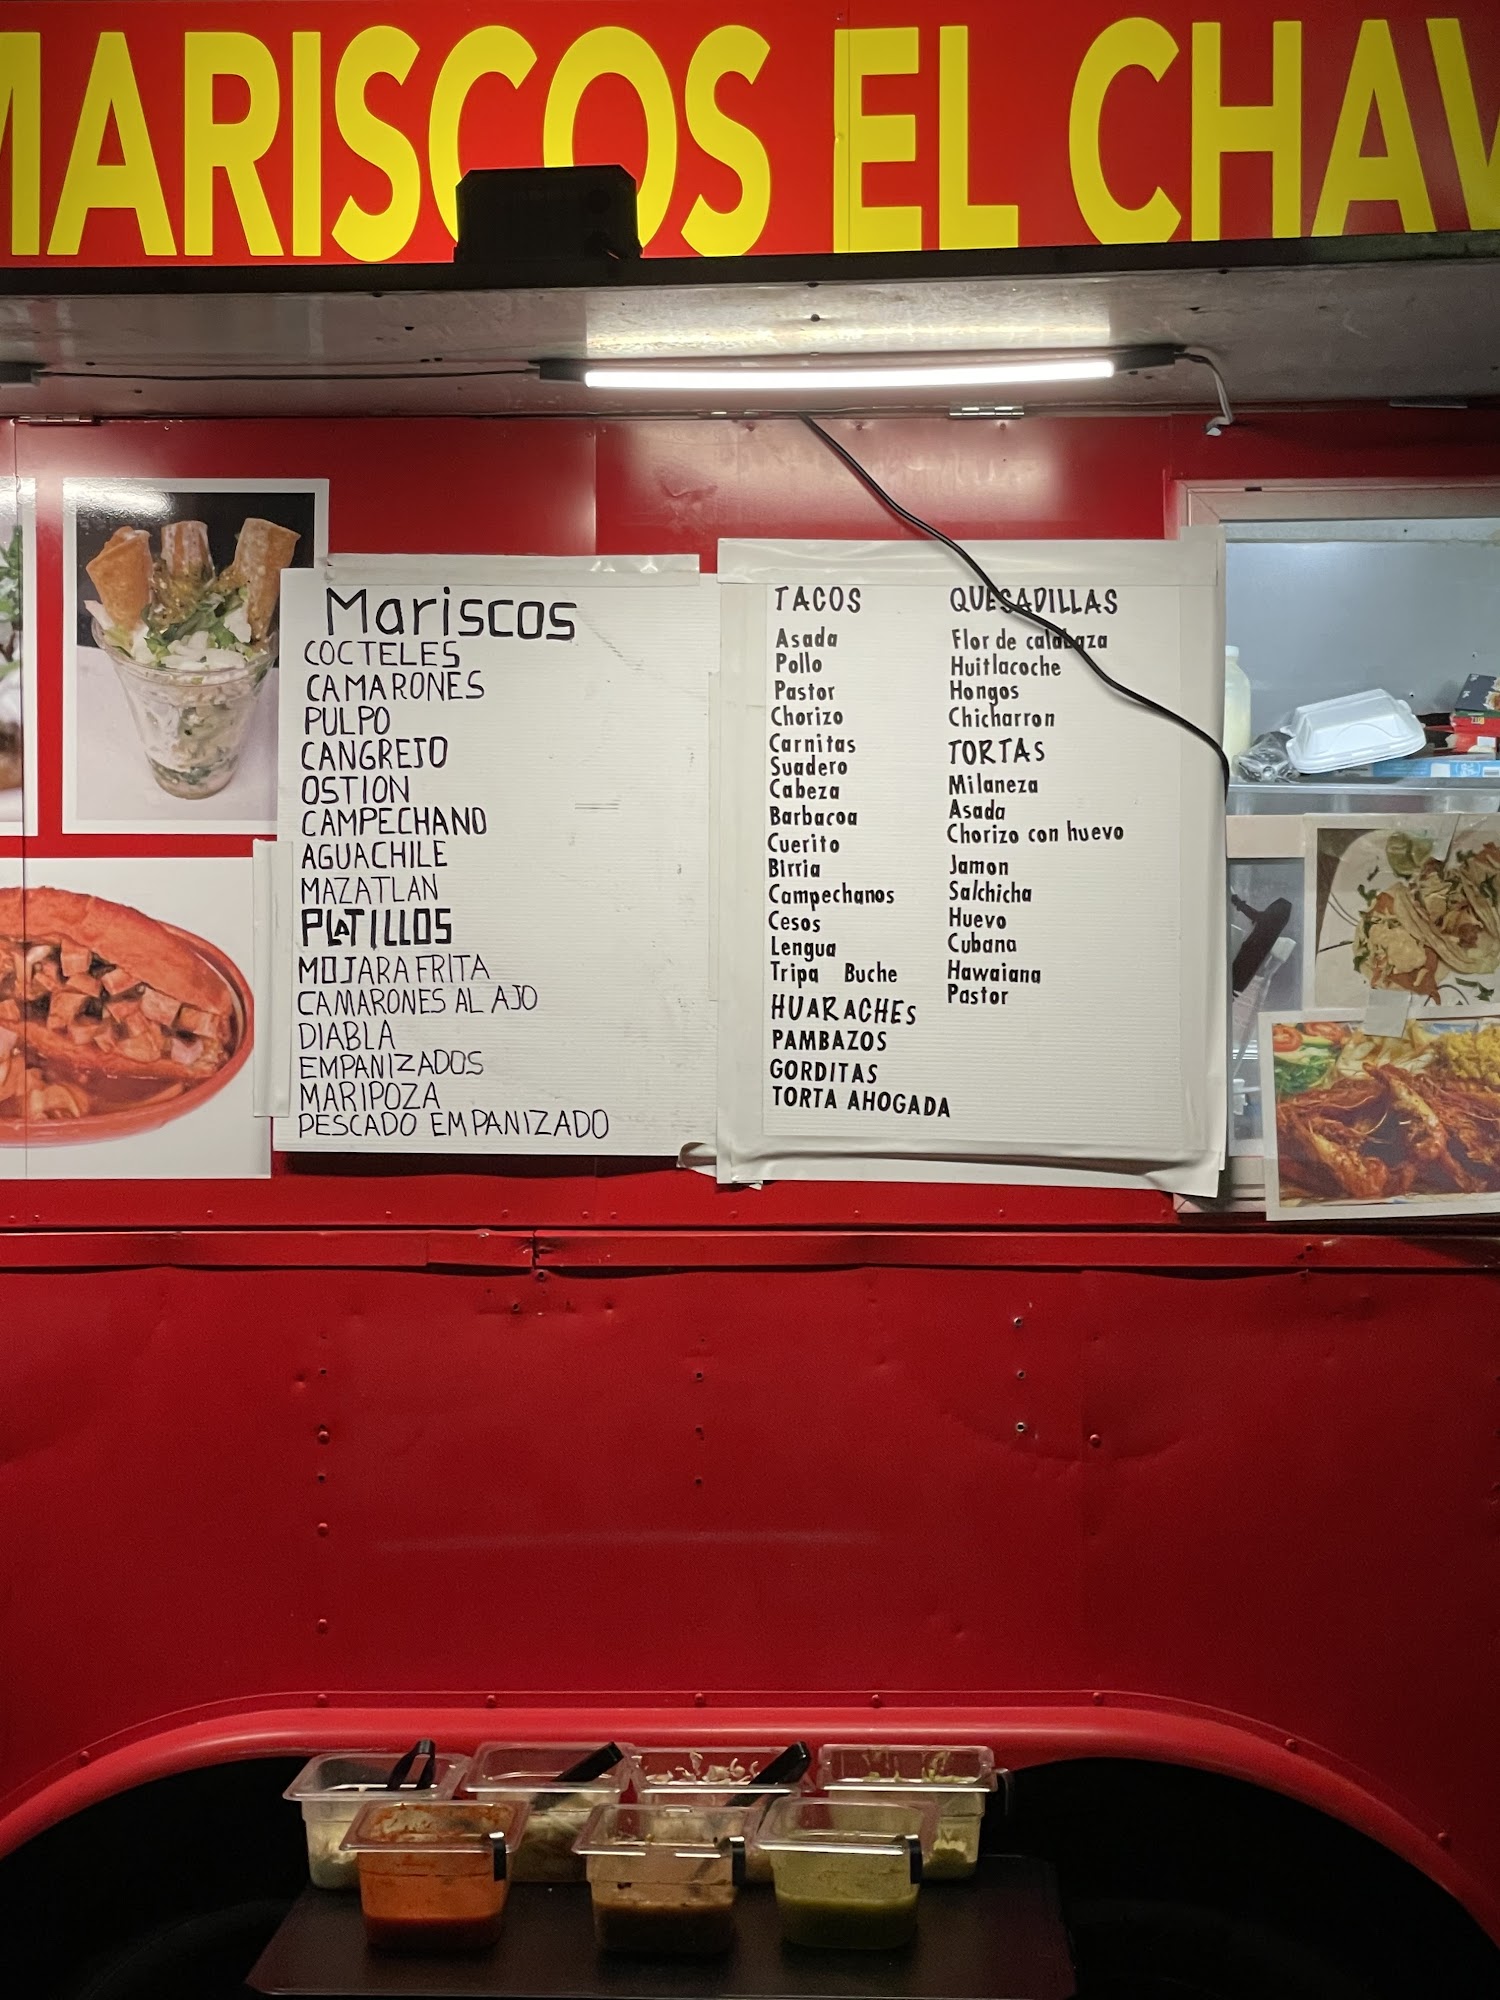 MARISCOS EL CHAV
Mariscos
COCTELES
CAMARONES
PULPO
CANGREJO
OSTION
CAMPECHANO
AGUACHILE
MAZATLAN
PLATILLOS
MOJARA FRITA
CAMARONES AL AJO
DIABLA
EMPANIZADOS
MARIPOZA
PESCADO EMPANIZADO
TACOS
Asada
Pollo
Pastor
Chorizo
Carnitas
Suadero
Cabeza
Barbacoa
Cuerito
Birria
Campechanos
Cesos
Lengua
Tripa Buche
HUARACHES
PAMBAZOS
GORDITAS
TORTA AHOGADA
QUESADILLAS
Flor de calabaza
Huitlacoche
Hongos
Chicharron
TORTAS
Milaneza
Asada
Chorizo con huevo
Jamon
Salchicha
Huevo
Cubana
Hawaiana
Pastor